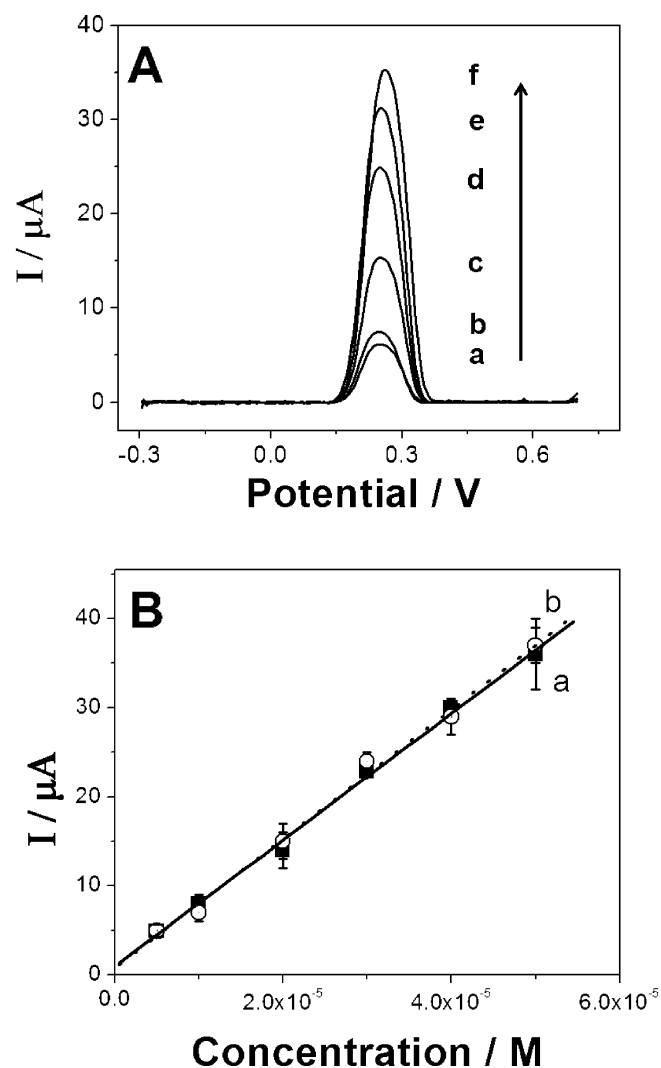 A
40
30
20
10
0
I / μA
f
e
d
c
b
a
-0.3 0.0 0.3 0.6
Potential / V
B
40
30
20
10
0
I / μA
b
a
0.0 2.0x10⁻⁵ 4.0x10⁻⁵ 6.0x10⁻⁵
Concentration / M